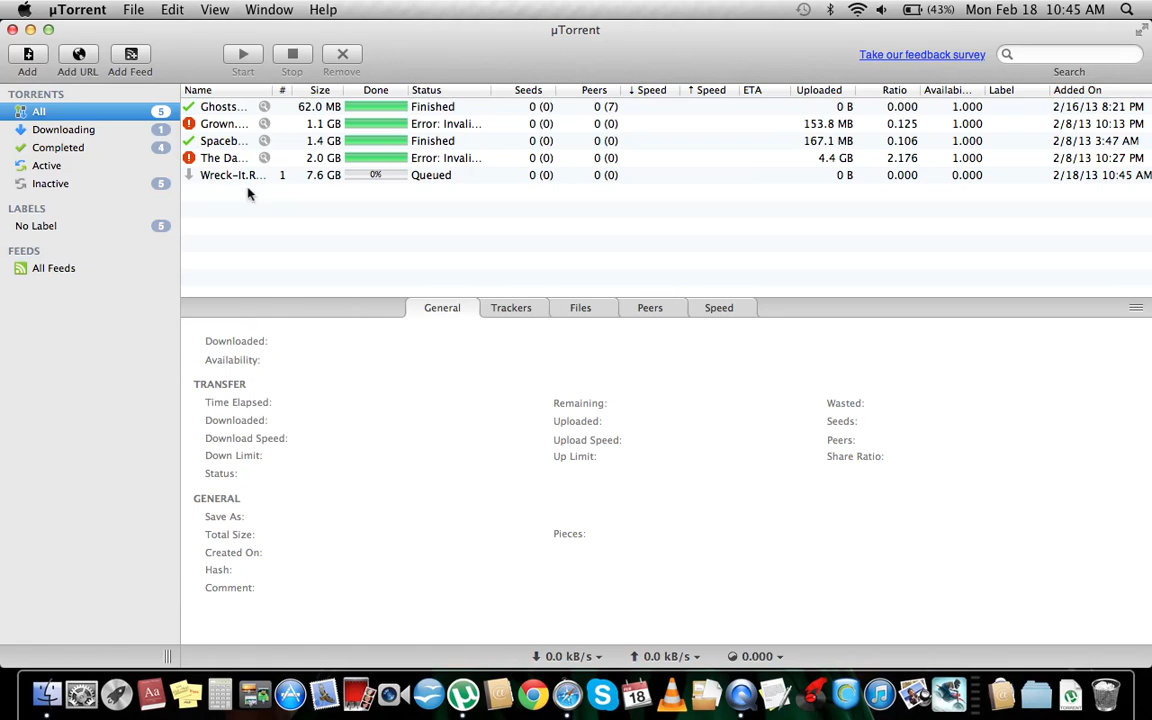 µTorrent File Edit View Window Help (43%) Mon Feb 18 10:45 AM
µTorrent
Add Add URL Add Feed Start Stop Remove Take our feedback survey Search
TORRENTS
All 5
Downloading 1
Completed 4
Active
Inactive 5
LABELS
No Label 5
FEEDS
All Feeds
Name # Size Done Status Seeds Peers ↓ Speed ↑ Speed ETA Uploaded Ratio Availabi... Label Added On
Ghosts... 62.0 MB Finished 0 (0) 0 (7) 0 B 0.000 1.000 2/16/13 8:21 PM
Grown.... 1.1 GB Error: Invali... 0 (0) 0 (0) 153.8 MB 0.125 1.000 2/8/13 10:13 PM
Spaceb... 1.4 GB Finished 0 (0) 0 (0) 167.1 MB 0.106 1.000 2/8/13 3:47 AM
The Da... 2.0 GB Error: Invali... 0 (0) 0 (0) 4.4 GB 2.176 1.000 2/8/13 10:27 PM
Wreck-It.R... 1 7.6 GB 0% Queued 0 (0) 0 (0) 0 B 0.000 0.000 2/18/13 10:45 AM
General Trackers Files Peers Speed
Downloaded:
Availability:
TRANSFER
Time Elapsed: Remaining: Wasted:
Downloaded: Uploaded: Seeds:
Download Speed: Upload Speed: Peers:
Down Limit: Up Limit: Share Ratio:
Status:
GENERAL
Save As:
Total Size: Pieces:
Created On:
Hash:
Comment:
0.0 kB/s 0.0 kB/s 0.000
Aa 18
TORRENT